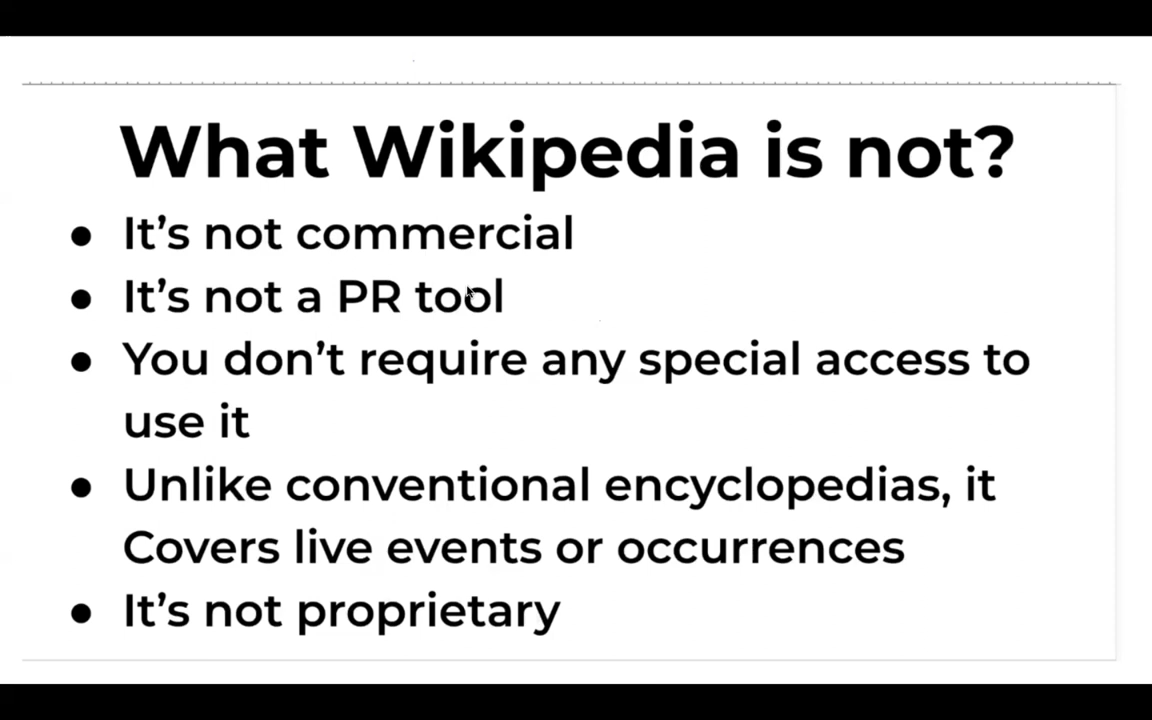 What Wikipedia is not?
● It’s not commercial
● It’s not a PR tool
● You don’t require any special access to
use it
● Unlike conventional encyclopedias, it
Covers live events or occurrences
● It’s not proprietary